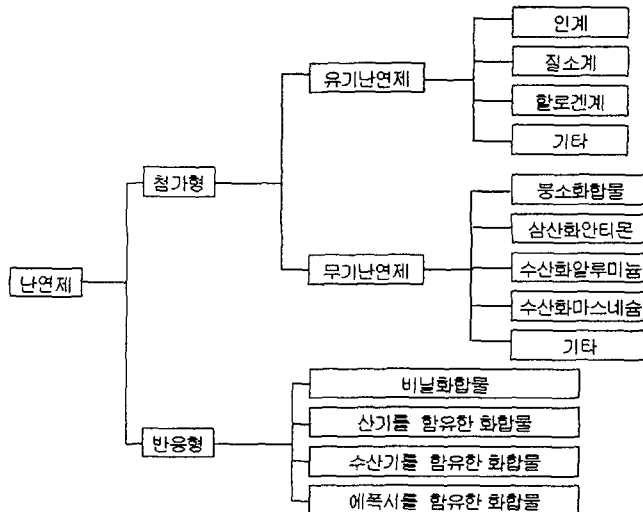 난연제
첨가형
유기난연제
인계
질소계
할로겐계
기타
무기난연제
붕소화합물
삼산화안티몬
수산화알루미늄
수산화마스네슘
기타
반응형
비닐화합물
산기를 함유한 화합물
수산기를 함유한 화합물
에폭시를 함유한 화합물